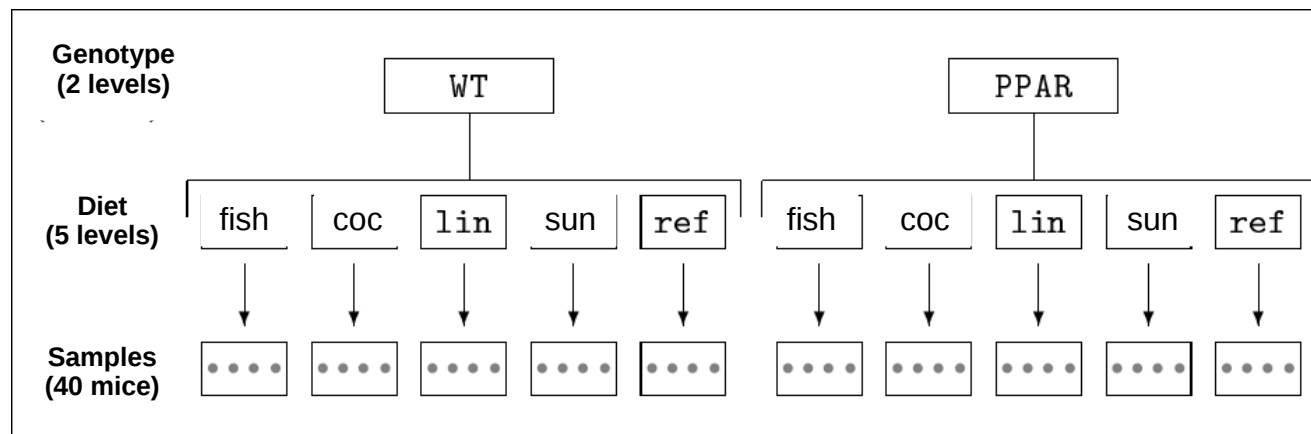 Genotype
(2 levels)
WT PPAR
Diet
(5 levels)
fish coc lin sun ref fish coc lin sun ref
Samples
(40 mice)